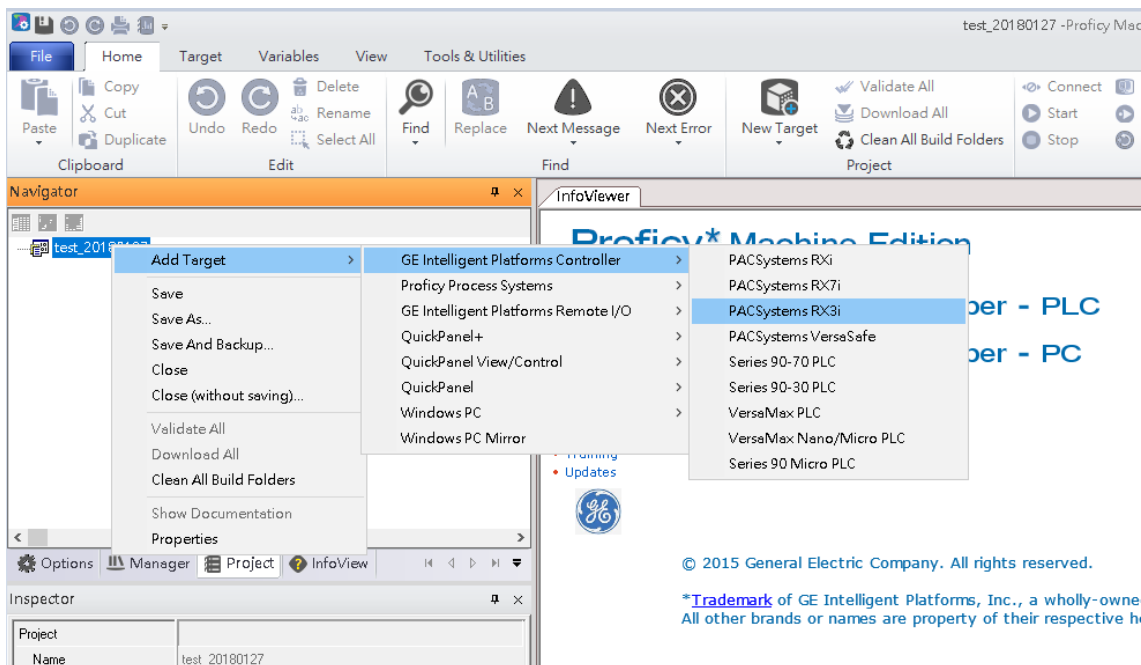 test_20180127 -Proficy Mac
File Home Target Variables View Tools & Utilities
Paste
Copy
Cut
Duplicate
Clipboard
Undo
Redo
Delete
Rename
Select All
Edit
Find
Replace
Next Message
Next Error
Find
New Target
Validate All
Download All
Clean All Build Folders
Project
Connect
Start
Stop
Navigator
test_20180127
Add Target
Save
Save As...
Save And Backup...
Close
Close (without saving)...
Validate All
Download All
Clean All Build Folders
Show Documentation
Properties
GE Intelligent Platforms Controller
Proficy Process Systems
GE Intelligent Platforms Remote I/O
QuickPanel+
QuickPanel View/Control
QuickPanel
Windows PC
Windows PC Mirror
PACSystems RXi
PACSystems RX7i
PACSystems RX3i
PACSystems VersaSafe
Series 90-70 PLC
Series 90-30 PLC
VersaMax PLC
VersaMax Nano/Micro PLC
Series 90 Micro PLC
Options Manager Project InfoView
Inspector
Project
Name test_20180127
InfoViewer
Proficy* Machine Edition
per - PLC
per - PC
Training
• Updates
© 2015 General Electric Company. All rights reserved.
*Trademark of GE Intelligent Platforms, Inc., a wholly-owne
All other brands or names are property of their respective h